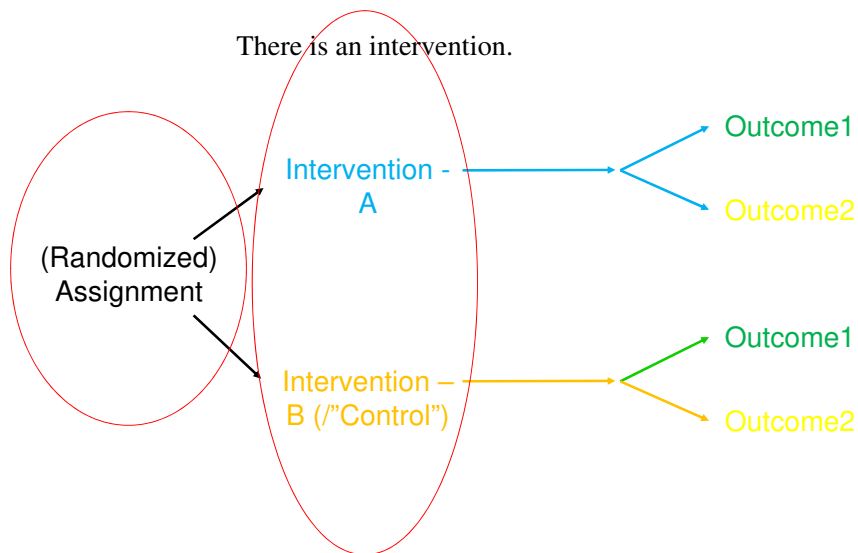 There is an intervention.
Outcome1
Intervention -
A
Outcome2
(Randomized)
Assignment
Outcome1
Intervention –
B (/”Control”)
Outcome2